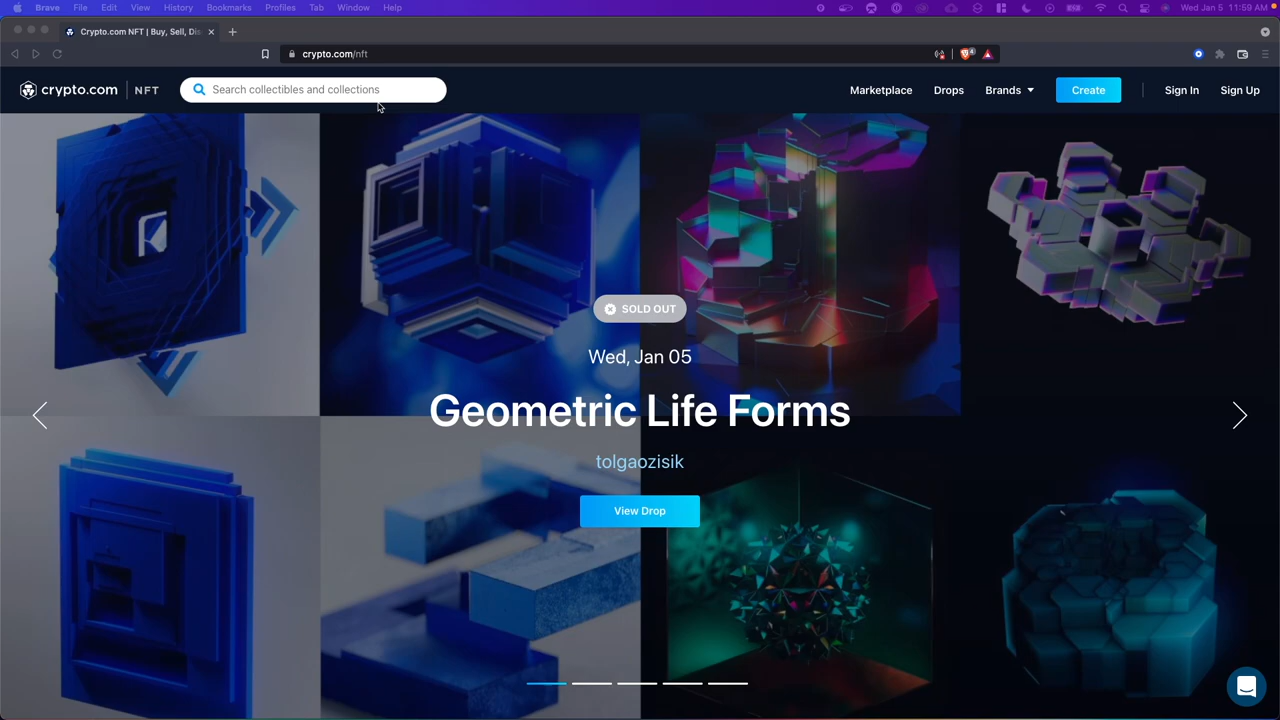 Brave File Edit View History Bookmarks Profiles Tab Window Help Wed Jan 5 11:59 AM
Crypto.com NFT | Buy, Sell, Dis
crypto.com/nft
crypto.com NFT Search collectibles and collections Marketplace Drops Brands Create Sign In Sign Up
SOLD OUT
Wed, Jan 05
Geometric Life Forms
tolgaozisik
View Drop